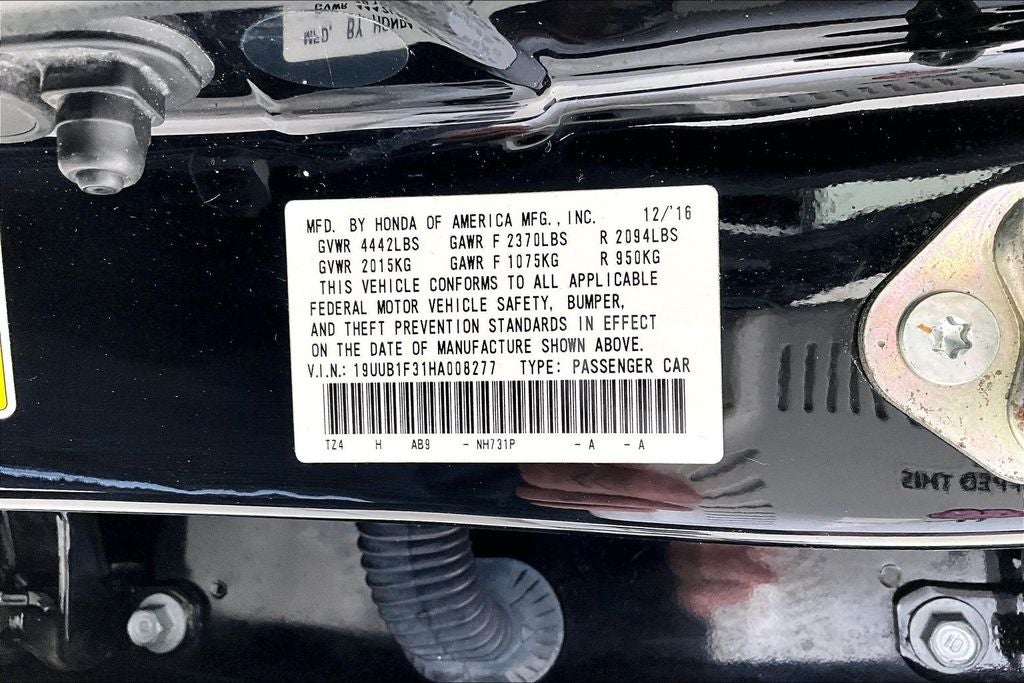 MFD. BY HONDA OF AMERICA MFG., INC. 12/'16
GVWR 4442LBS GAWR F 2370LBS R 2094LBS
GVWR 2015KG GAWR F 1075KG R 950KG
THIS VEHICLE CONFORMS TO ALL APPLICABLE
FEDERAL MOTOR VEHICLE SAFETY, BUMPER,
AND THEFT PREVENTION STANDARDS IN EFFECT
ON THE DATE OF MANUFACTURE SHOWN ABOVE.
V.I.N.: 19UUB1F31HA008277 TYPE: PASSENGER CAR
TZ4 H AB9 - NH731P - A - A